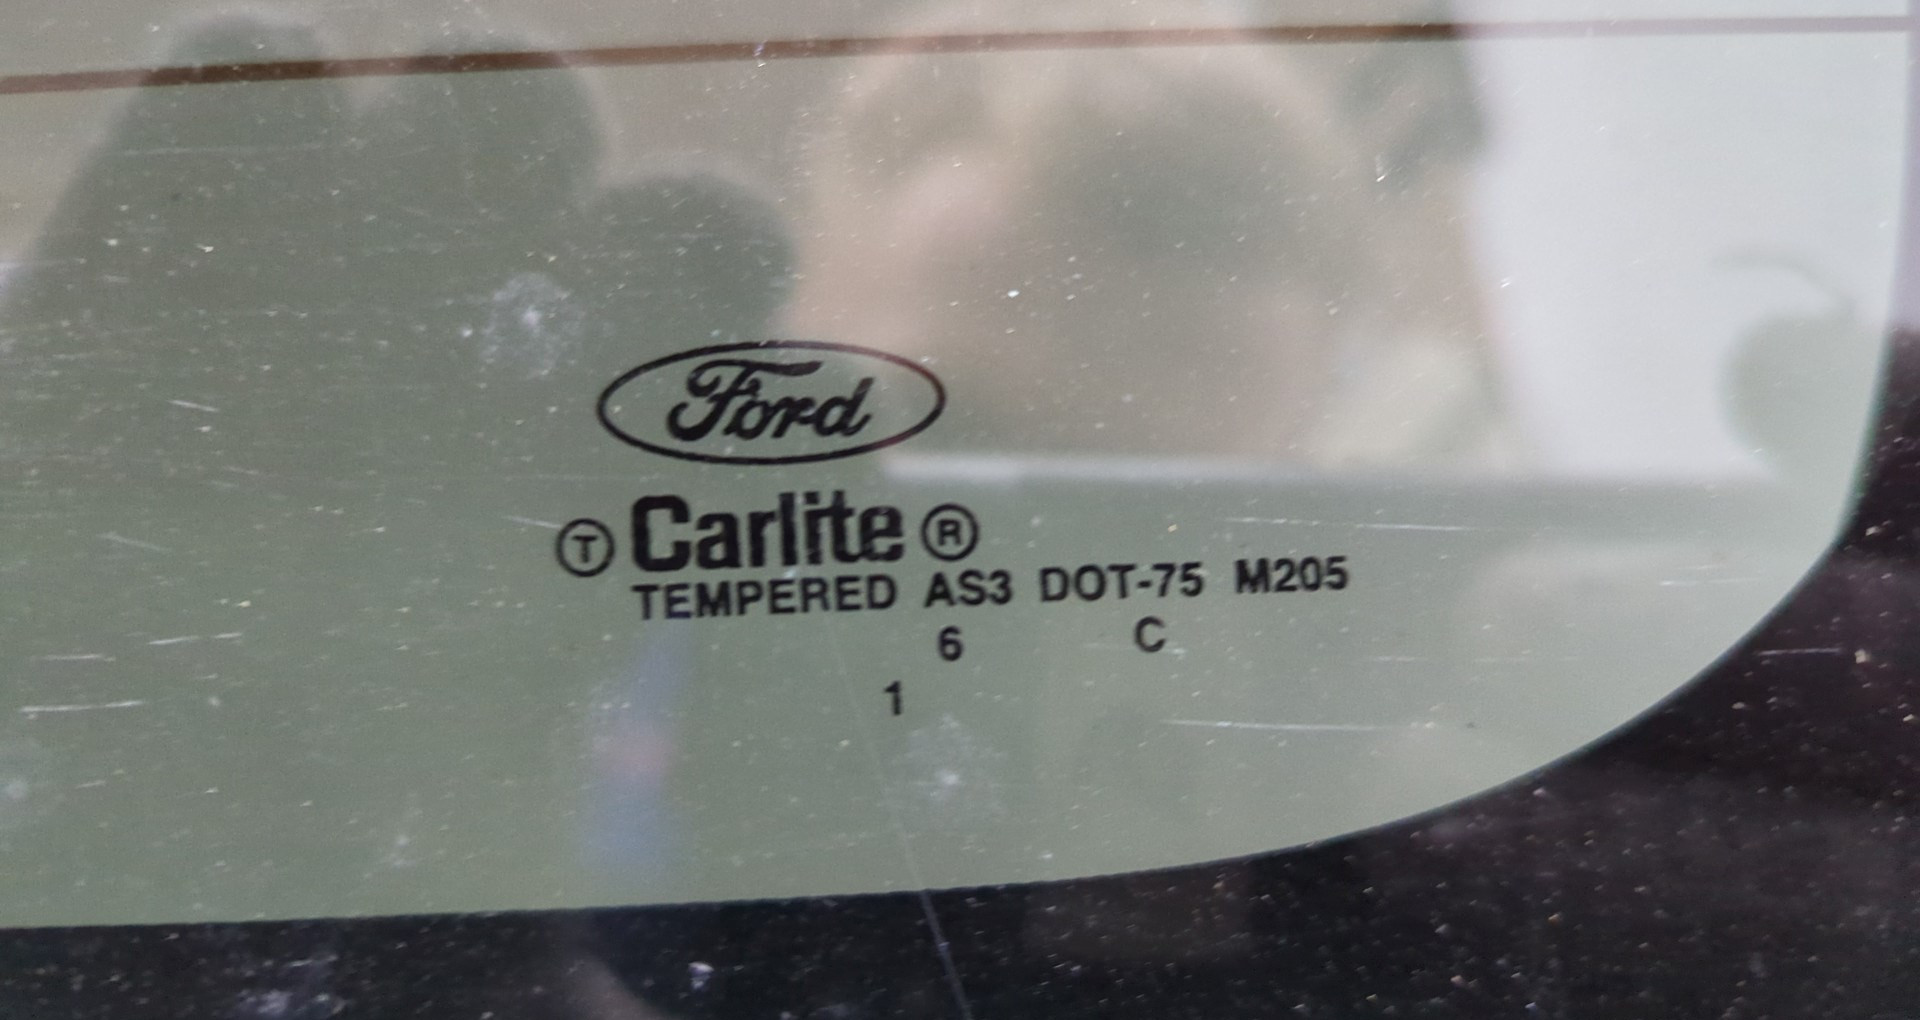 Ford
Ⓣ Carlite ®
TEMPERED AS3 DOT-75 M205
6 C
1